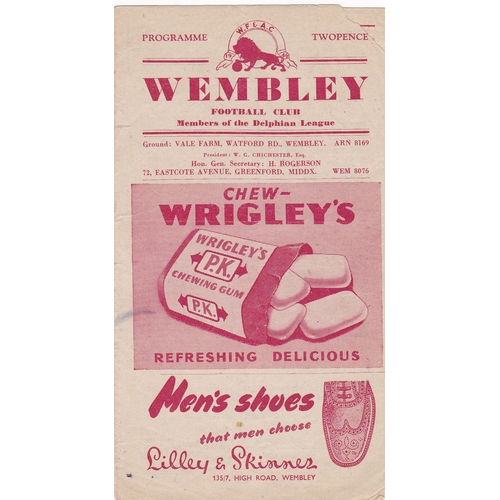 PROGRAMME TWOPENCE
W.F.&A.C
WEMBLEY
FOOTBALL CLUB
Members of the Delphian League
Ground: VALE FARM, WATFORD RD., WEMBLEY. ARN 8169
President: W. G. CHICHESTER, Esq.
Hon. Gen. Secretary: H. ROGERSON
72, EASTCOTE AVENUE, GREENFORD, MIDDX. WEM 8076
CHEW-
WRIGLEY'S
WRIGLEY'S
P.K.
CHEWING GUM
P.K.
REFRESHING DELICIOUS
Men's shoes
that men choose
Lilley & Skinner
135/7, HIGH ROAD, WEMBLEY